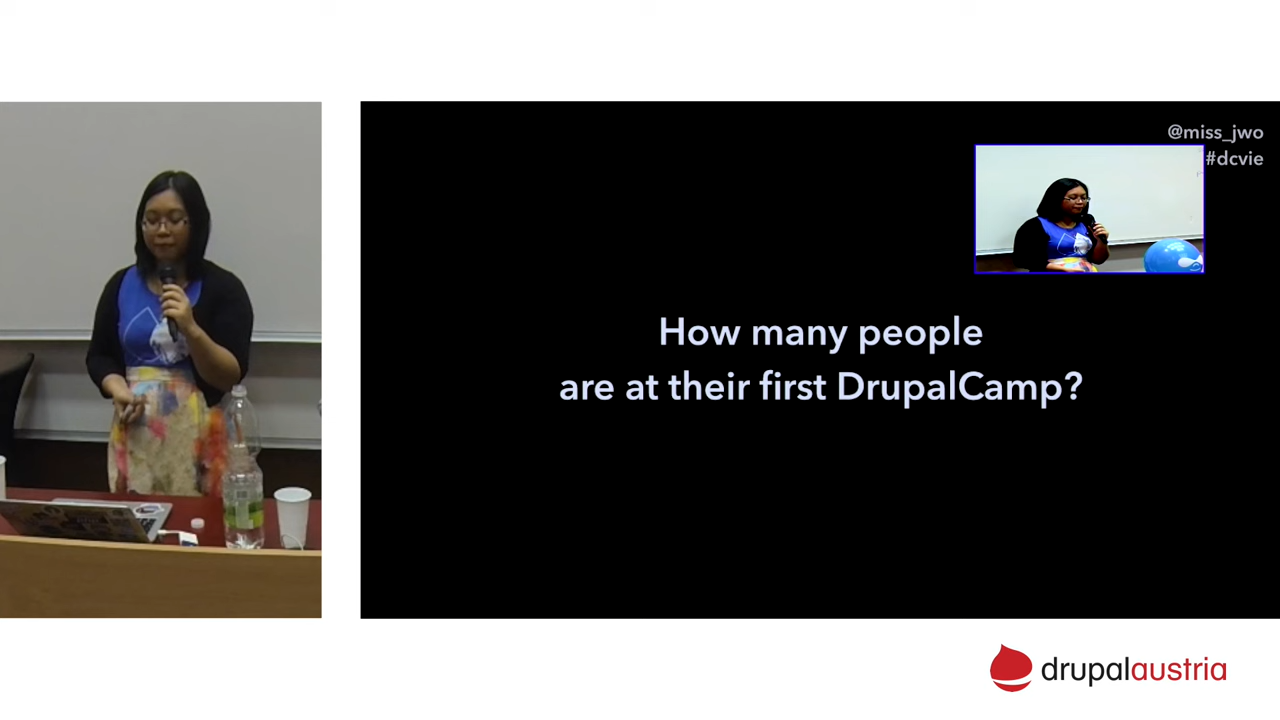 @miss_jwo
#dcvie
How many people
are at their first DrupalCamp?
drupalaustria